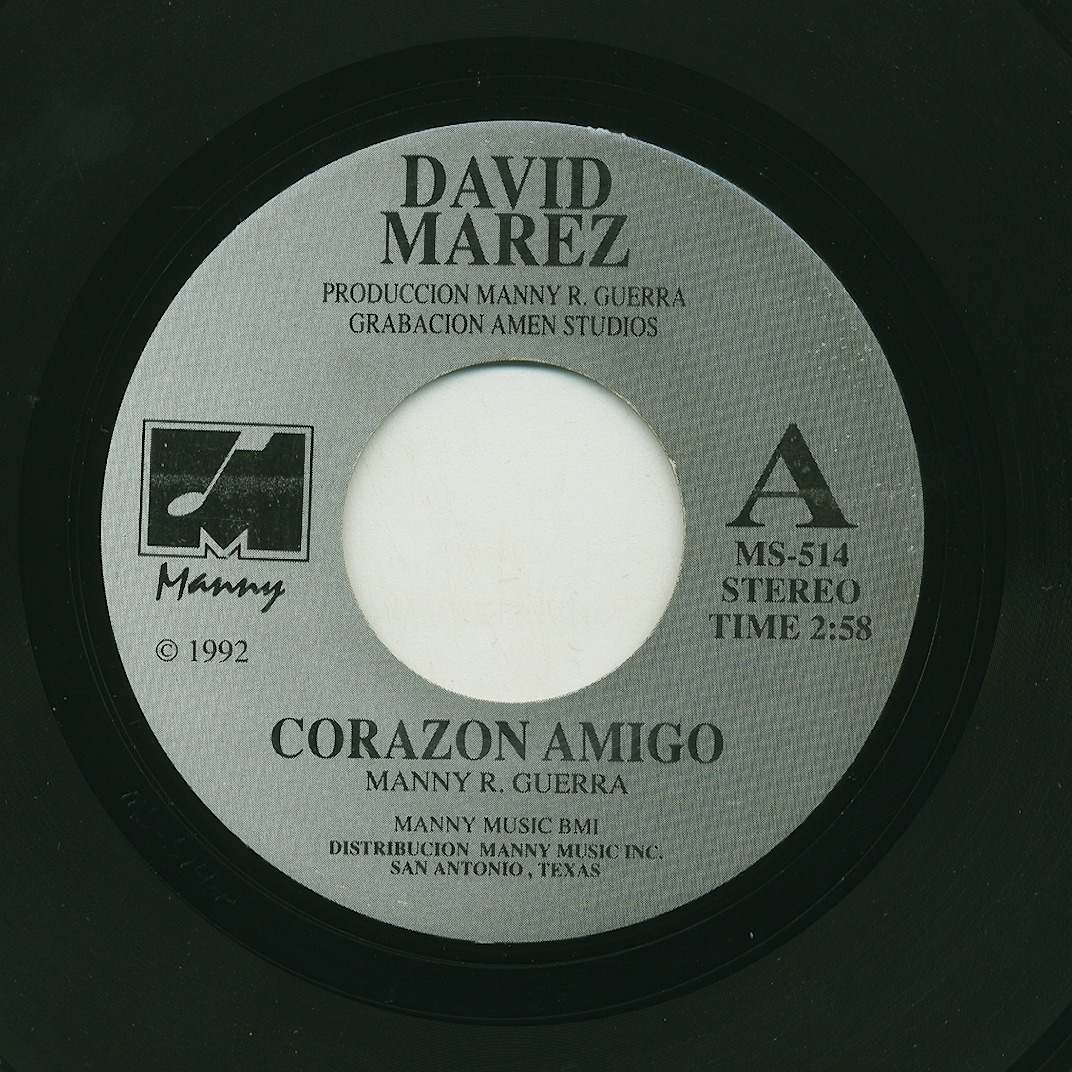 DAVID
MAREZ
PRODUCCION MANNY R. GUERRA
GRABACION AMEN STUDIOS
Manny
© 1992
A
MS-514
STEREO
TIME 2:58
CORAZON AMIGO
MANNY R. GUERRA
MANNY MUSIC BMI
DISTRIBUCION MANNY MUSIC INC.
SAN ANTONIO, TEXAS